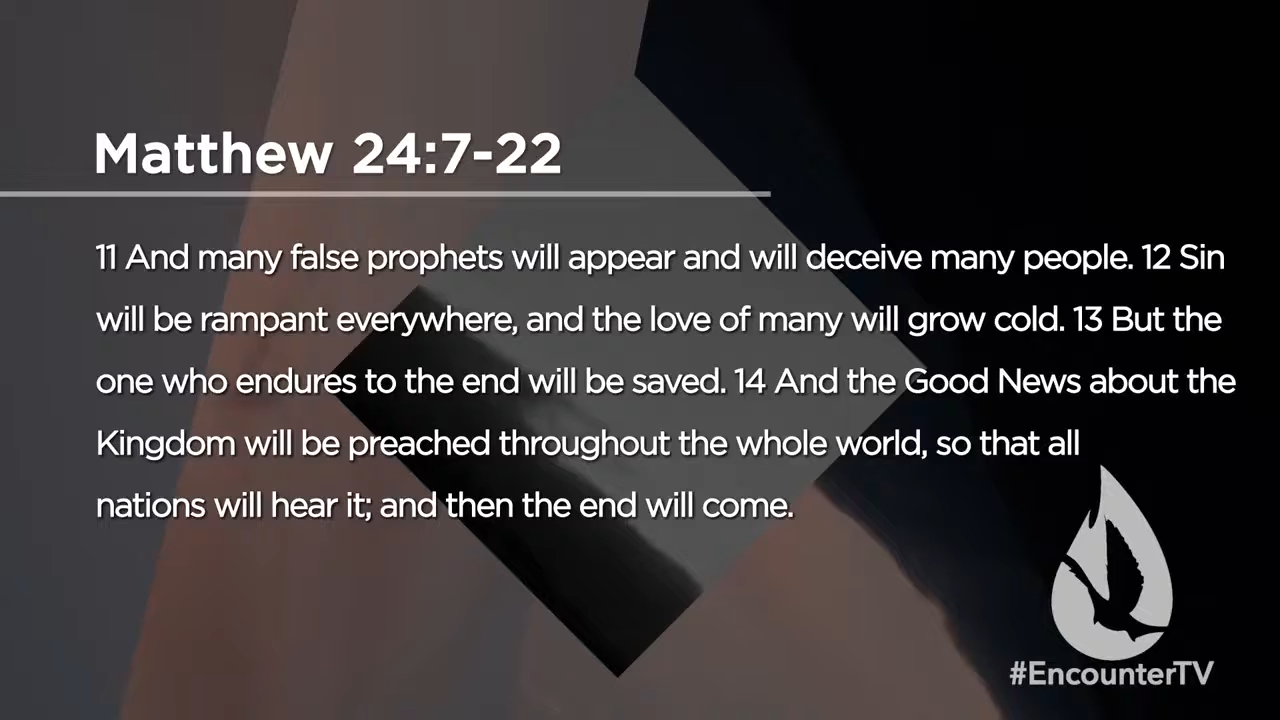 Matthew 24:7-22
11 And many false prophets will appear and will deceive many people. 12 Sin
will be rampant everywhere, and the love of many will grow cold. 13 But the
one who endures to the end will be saved. 14 And the Good News about the
Kingdom will be preached throughout the whole world, so that all
nations will hear it; and then the end will come.
#EncounterTV